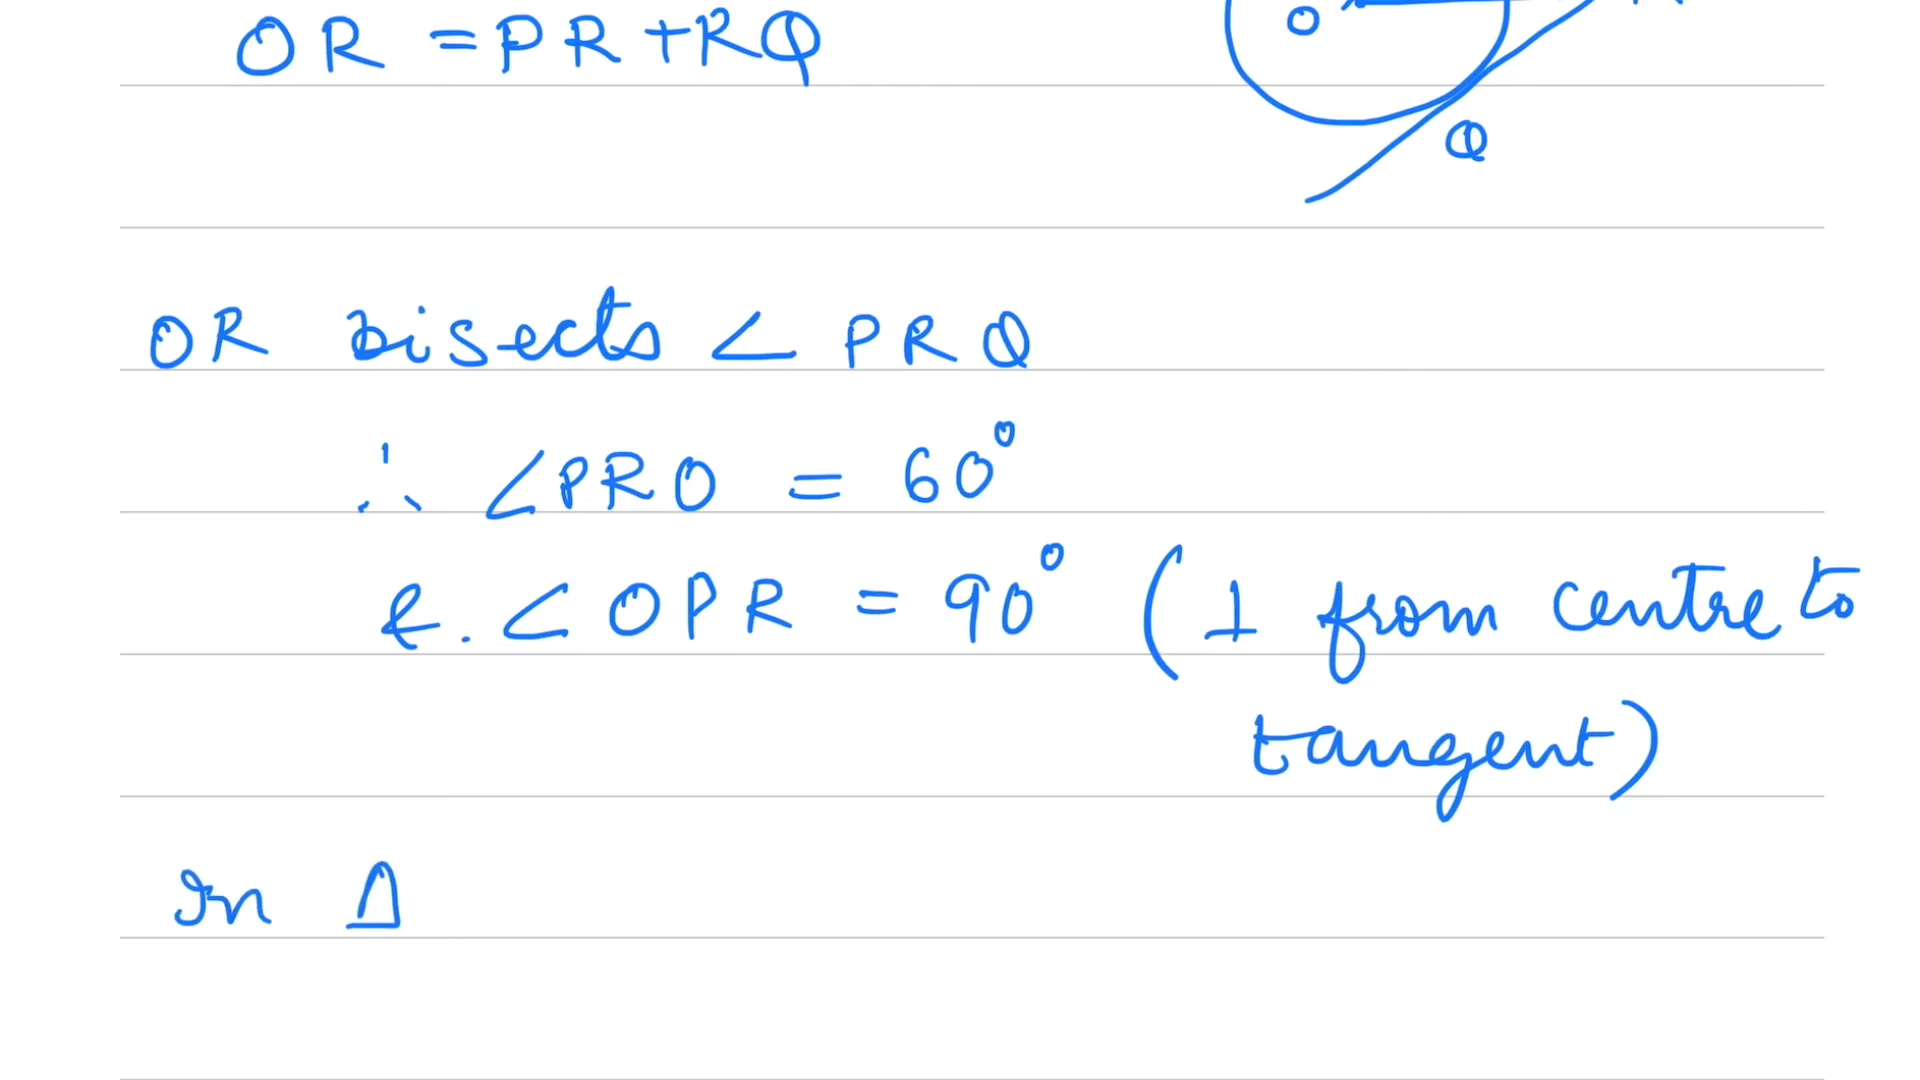 OR = PR + RQ
O
Q
OR bisects ∠ PRQ
∴ ∠PRO = 60°
&. ∠OPR = 90° (⊥ from centre to
tangent)
In Δ